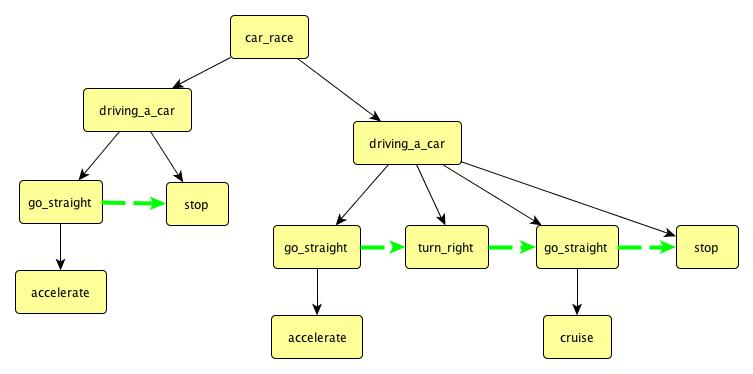 car_race
driving_a_car
driving_a_car
go_straight
stop
go_straight
turn_right
go_straight
stop
accelerate
accelerate
cruise